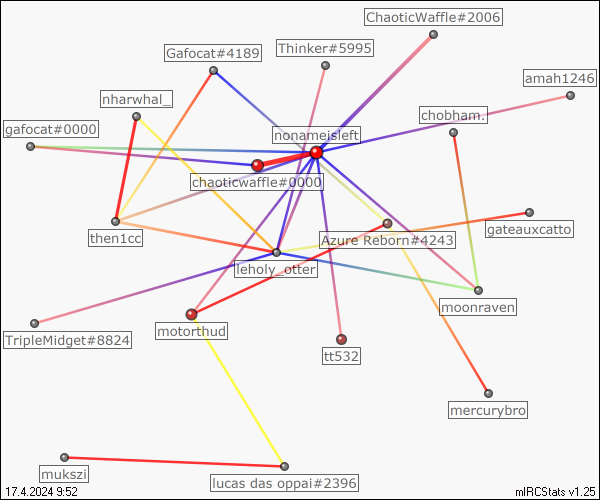 ChaoticWaffle#2006
Thinker#5995
Gafocat#4189
amah1246
nharwhal_
chobham.
gafocat#0000
nonameisleft
chaoticwaffle#0000
gateauxcatto
then1cc
Azure Reborn#4243
leholy_otter
moonraven
motorthud
TripleMidget#8824
tt532
mercurybro
mukszi
lucas das oppai#2396
17.4.2024 9:52
mIRCStats v1.25